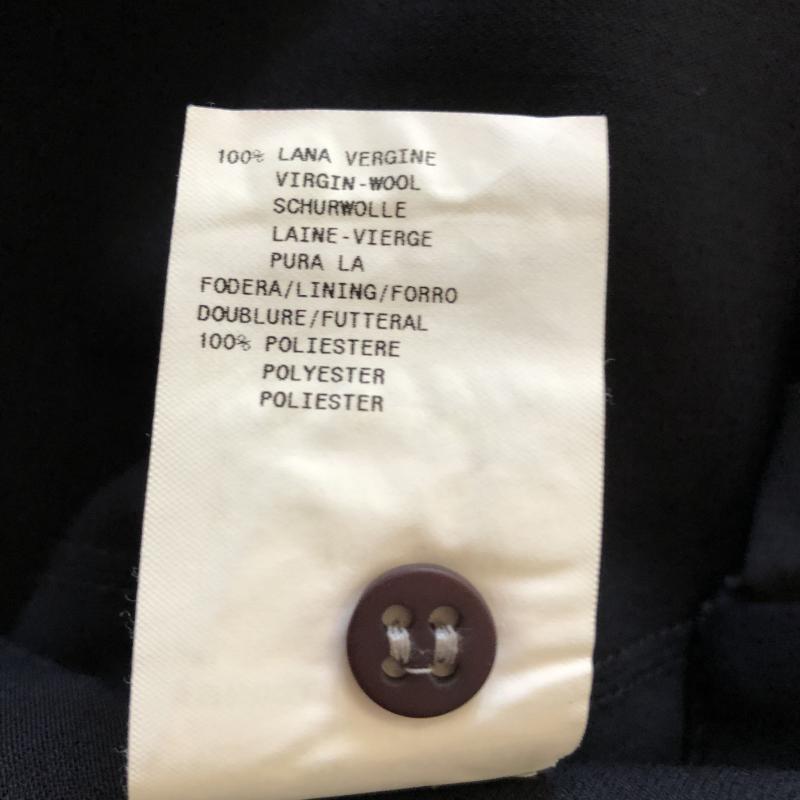 100% LANA VERGINE
VIRGIN-WOOL
SCHURWOLLE
LAINE-VIERGE
PURA LA
FODERA/LINING/FORRO
DOUBLURE/FUTTERAL
100% POLIESTERE
POLYESTER
POLIESTER